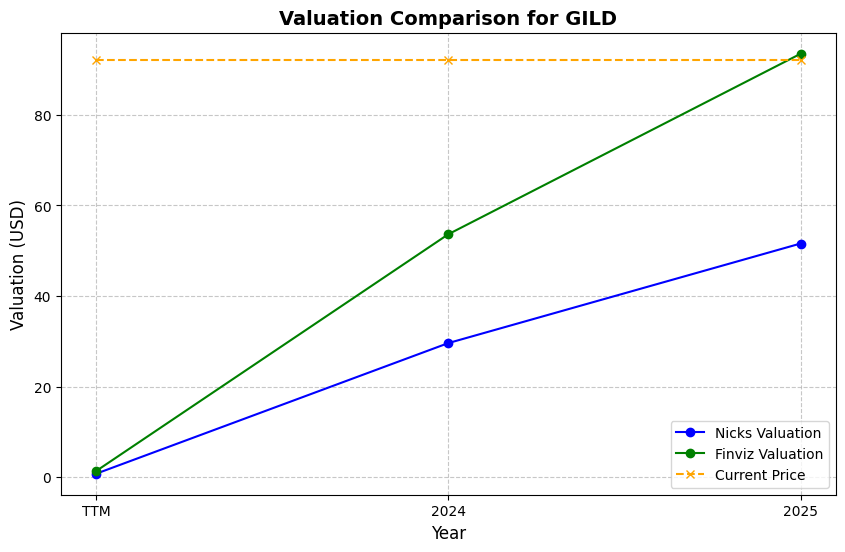 Valuation Comparison for GILD
Valuation (USD)
80
60
40
20
0
TTM
2024
2025
Year
Nicks Valuation
Finviz Valuation
Current Price